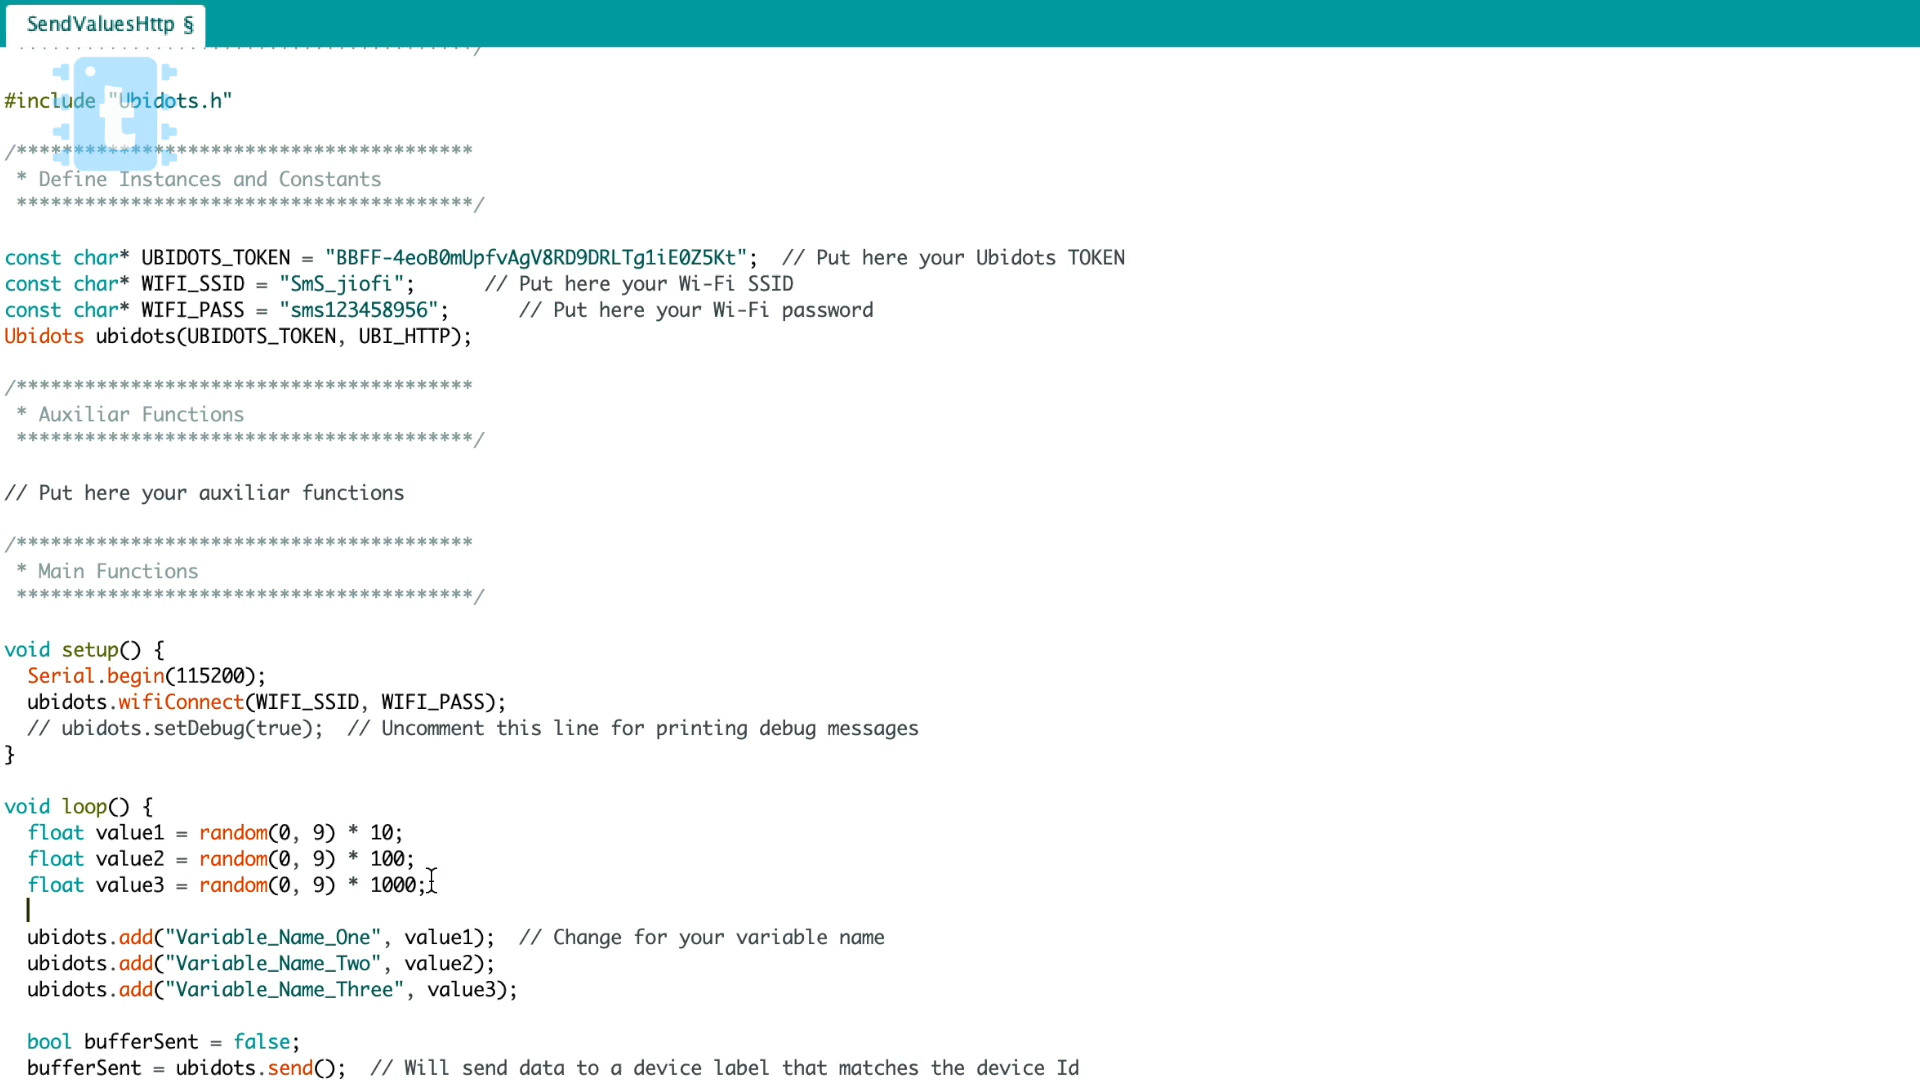 SendValuesHttp §
#include "Ubidots.h"
/****************************************
 * Define Instances and Constants
 ****************************************/
const char* UBIDOTS_TOKEN = "BBFF-4eoB0mUpfvAgV8RD9DRLTg1iE0Z5Kt";  // Put here your Ubidots TOKEN
const char* WIFI_SSID = "SmS_jiofi";      // Put here your Wi-Fi SSID
const char* WIFI_PASS = "sms123458956";      // Put here your Wi-Fi password
Ubidots ubidots(UBIDOTS_TOKEN, UBI_HTTP);
/****************************************
 * Auxiliar Functions
 ****************************************/
// Put here your auxiliar functions
/****************************************
 * Main Functions
 ****************************************/
void setup() {
  Serial.begin(115200);
  ubidots.wifiConnect(WIFI_SSID, WIFI_PASS);
  // ubidots.setDebug(true);  // Uncomment this line for printing debug messages
}
void loop() {
  float value1 = random(0, 9) * 10;
  float value2 = random(0, 9) * 100;
  float value3 = random(0, 9) * 1000;
  ubidots.add("Variable_Name_One", value1);  // Change for your variable name
  ubidots.add("Variable_Name_Two", value2);
  ubidots.add("Variable_Name_Three", value3);
  bool bufferSent = false;
  bufferSent = ubidots.send();  // Will send data to a device label that matches the device Id